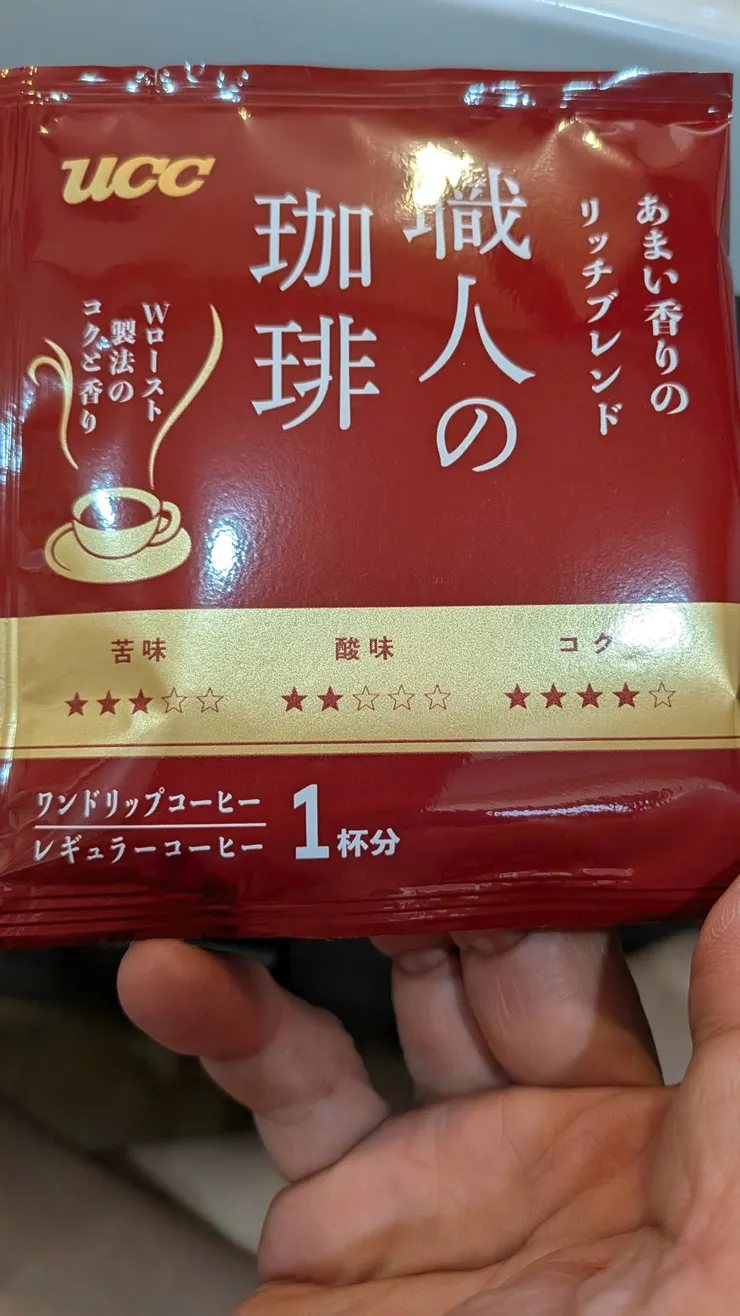 UCC
あまい香りの
リッチブレンド
職人の
珈琲
Wロースト
製法の
コクと香り
苦味
★★★☆☆
酸味
★★☆☆☆
コク
★★★★☆
ワンドリップコーヒー
レギュラーコーヒー
1杯分